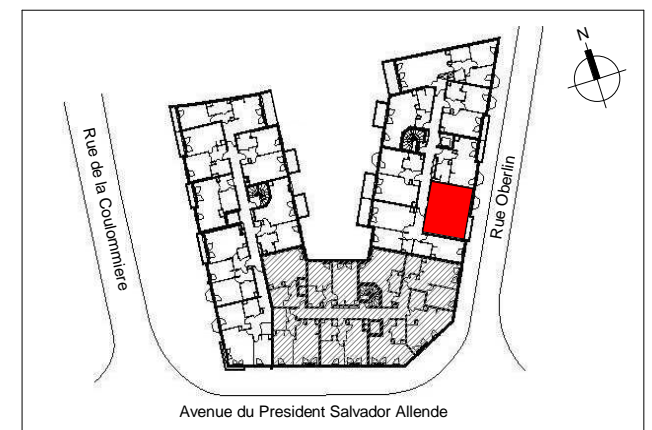 N
Rue de la Coulommiere
Rue Oberlin
Avenue du President Salvador Allende